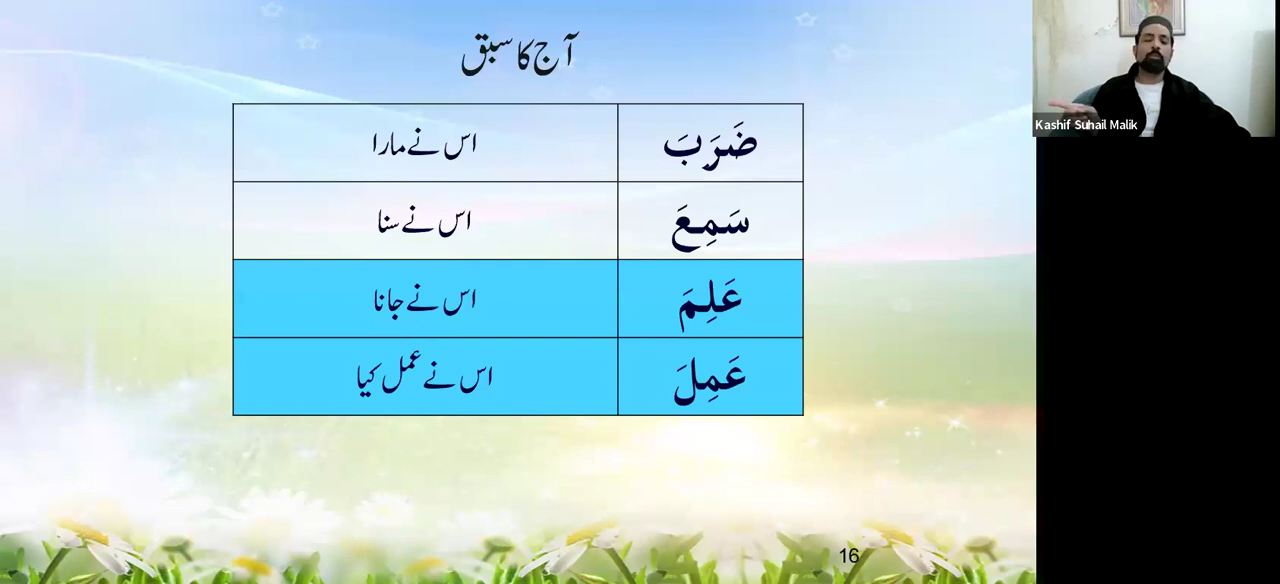 آج کا سبق
ضَرَبَ اس نے مارا
سَمِعَ اس نے سنا
عَلِمَ اس نے جانا
عَمِلَ اس نے عمل کیا
16
Kashif Suhail Malik